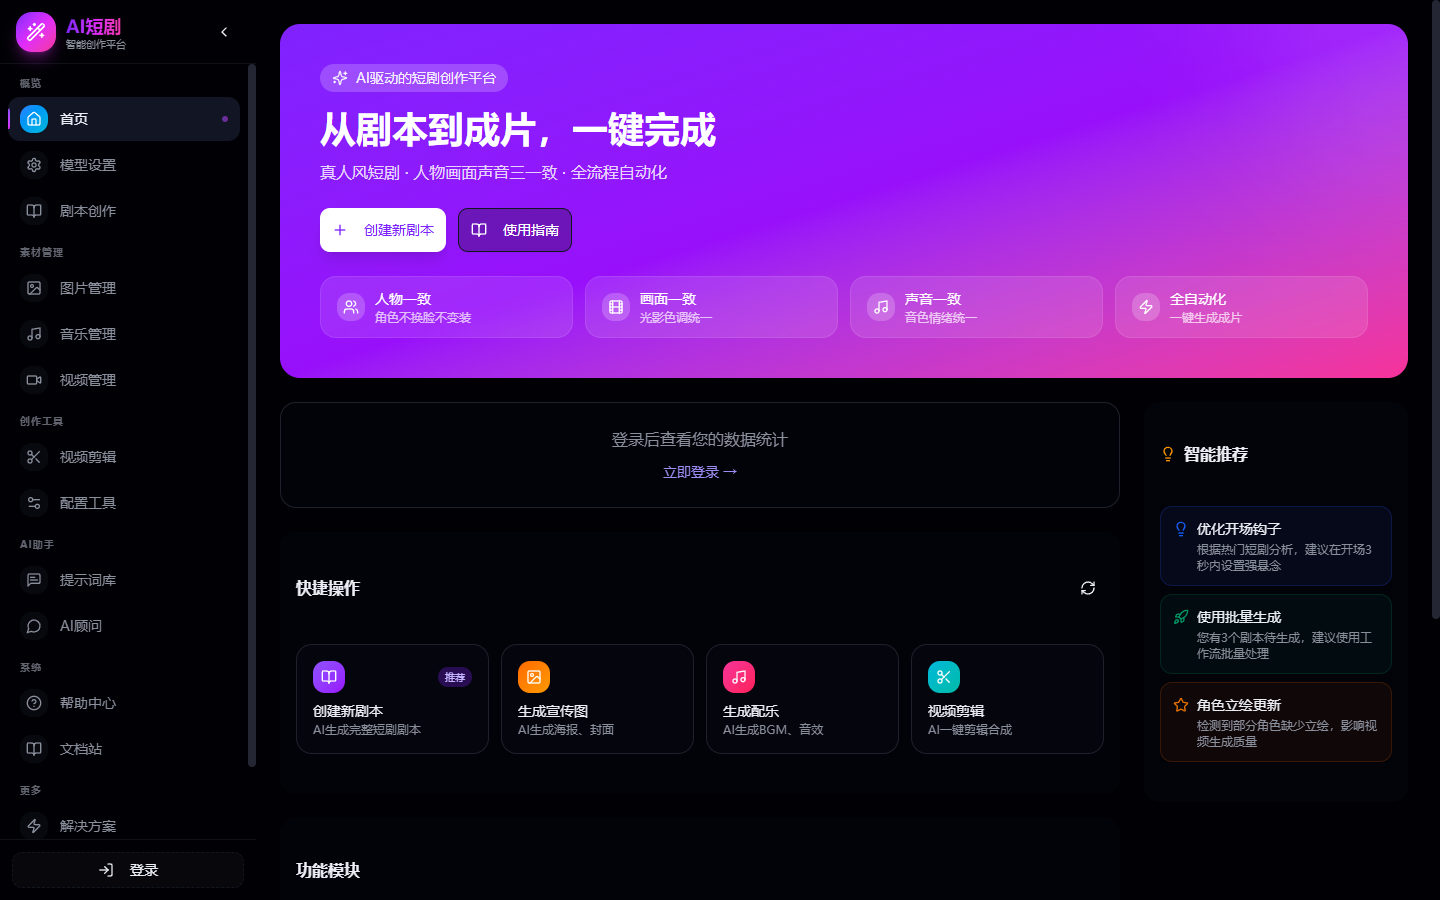 AI短剧
智能创作平台
概览
首页
模型设置
剧本创作
素材管理
图片管理
音乐管理
视频管理
创作工具
视频剪辑
配置工具
AI助手
提示词库
AI顾问
系统
帮助中心
文档站
更多
解决方案
登录
AI驱动的短剧创作平台
从剧本到成片，一键完成
真人风短剧 · 人物画面声音三一致 · 全流程自动化
创建新剧本
使用指南
人物一致
角色不换脸不变装
画面一致
光影色调统一
声音一致
音色情绪统一
全自动化
一键生成成片
登录后查看您的数据统计
立即登录 →
快捷操作
推荐
创建新剧本
AI生成完整短剧剧本
生成宣传图
AI生成海报、封面
生成配乐
AI生成BGM、音效
视频剪辑
AI一键剪辑合成
功能模块
智能推荐
优化开场钩子
根据热门短剧分析，建议在开场3
秒内设置强悬念
使用批量生成
您有3个剧本待生成，建议使用工
作流批量处理
角色立绘更新
检测到部分角色缺少立绘，影响视
频生成质量